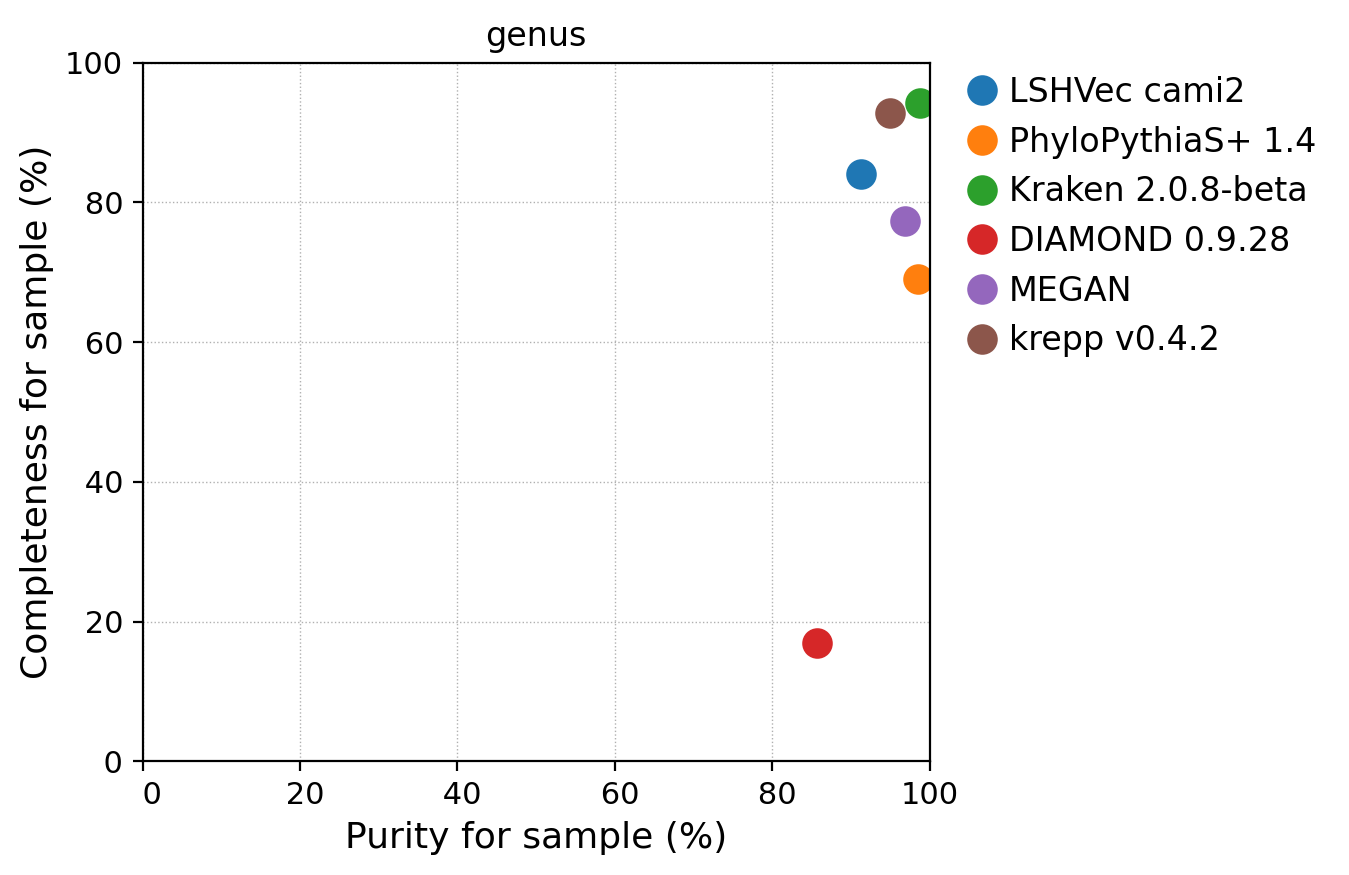 genus
100
80
60
40
20
0
Completeness for sample (%)
0 20 40 60 80 100
Purity for sample (%)
LSHVec cami2
PhyloPythiaS+ 1.4
Kraken 2.0.8-beta
DIAMOND 0.9.28
MEGAN
krepp v0.4.2